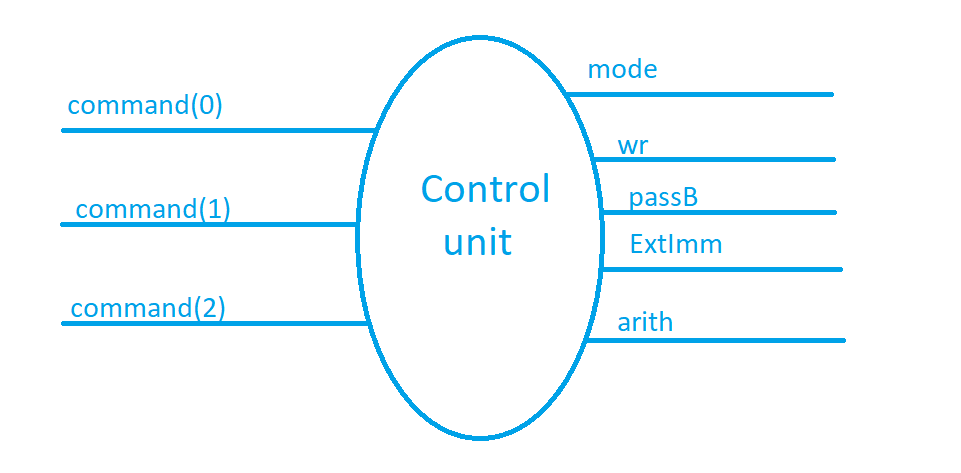 command(0)
command(1)
command(2)
Control
unit
mode
wr
passB
ExtImm
arith